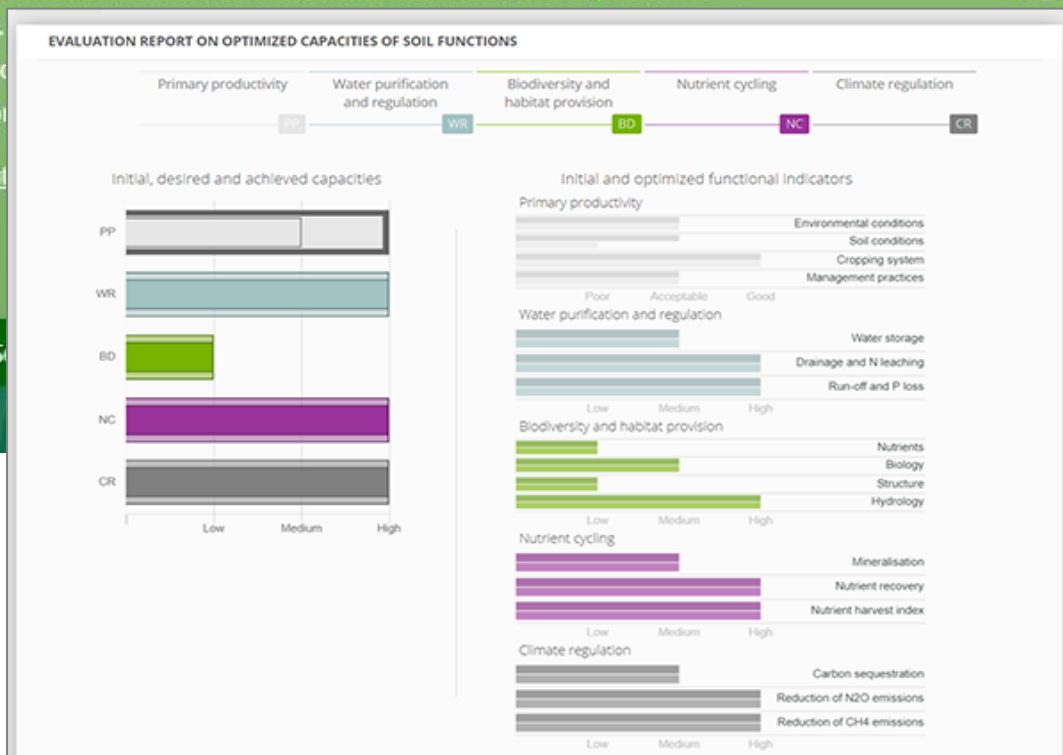 EVALUATION REPORT ON OPTIMIZED CAPACITIES OF SOIL FUNCTIONS
Primary productivity
Water purification
and regulation
Biodiversity and
habitat provision
Nutrient cycling
Climate regulation
PP
WR
BD
NC
CR
Initial, desired and achieved capacities
PP
WR
BD
NC
CR
Low
Medium
High
Initial and optimized functional indicators
Primary productivity
Environmental conditions
Soil conditions
Cropping system
Management practices
Poor
Acceptable
Good
Water purification and regulation
Water storage
Drainage and N leaching
Run-off and P loss
Low
Medium
High
Biodiversity and habitat provision
Nutrients
Biology
Structure
Hydrology
Low
Medium
High
Nutrient cycling
Mineralisation
Nutrient recovery
Nutrient harvest index
Low
Medium
High
Climate regulation
Carbon sequestration
Reduction of N2O emissions
Reduction of CH4 emissions
Low
Medium
High